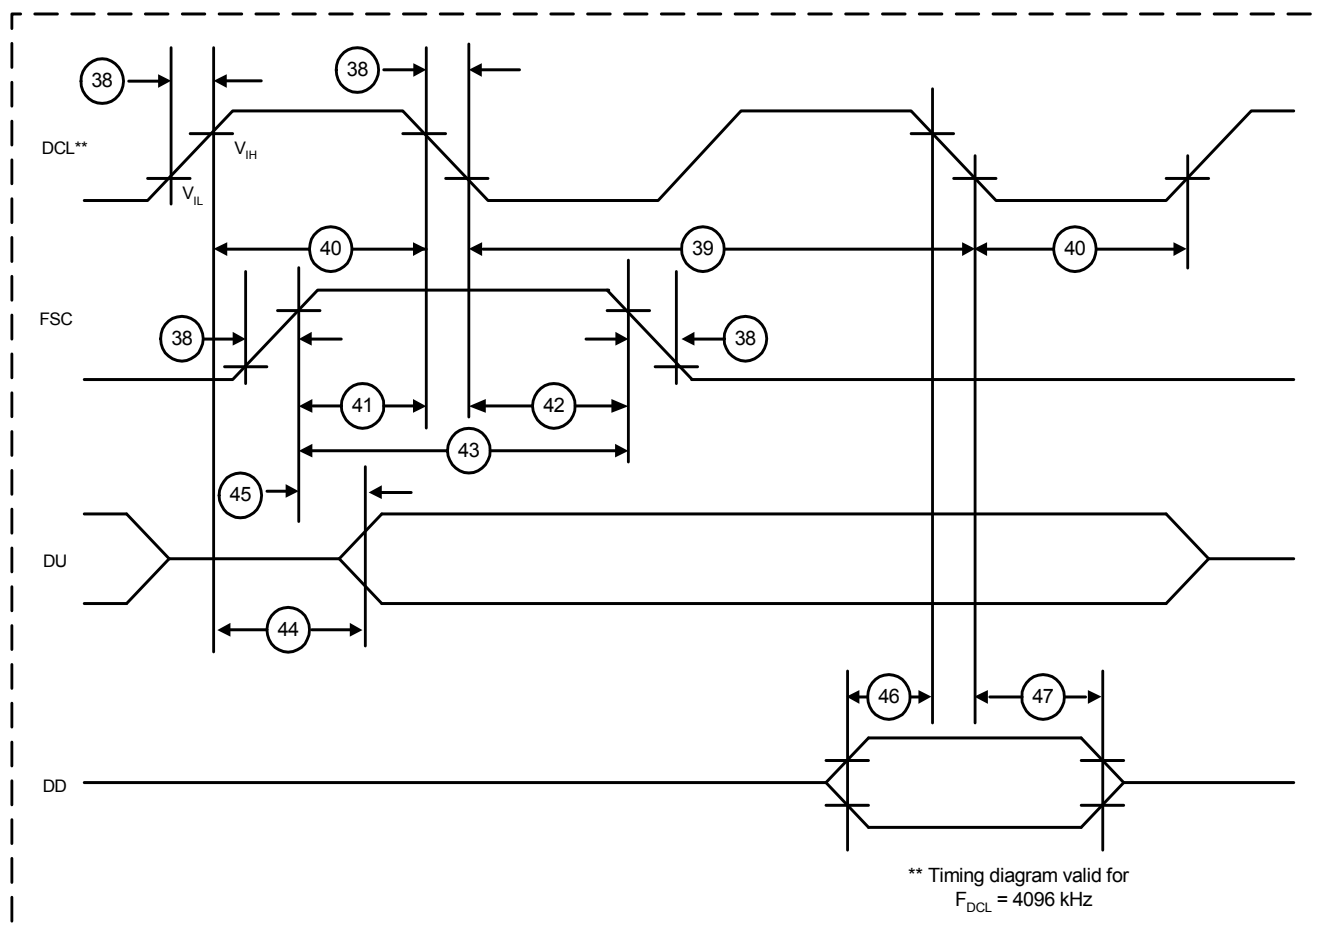 38
38
DCL**
VIH
VIL
40
39
40
FSC
38
38
41
42
43
45
DU
44
46
47
DD
** Timing diagram valid for
FDCL = 4096 kHz